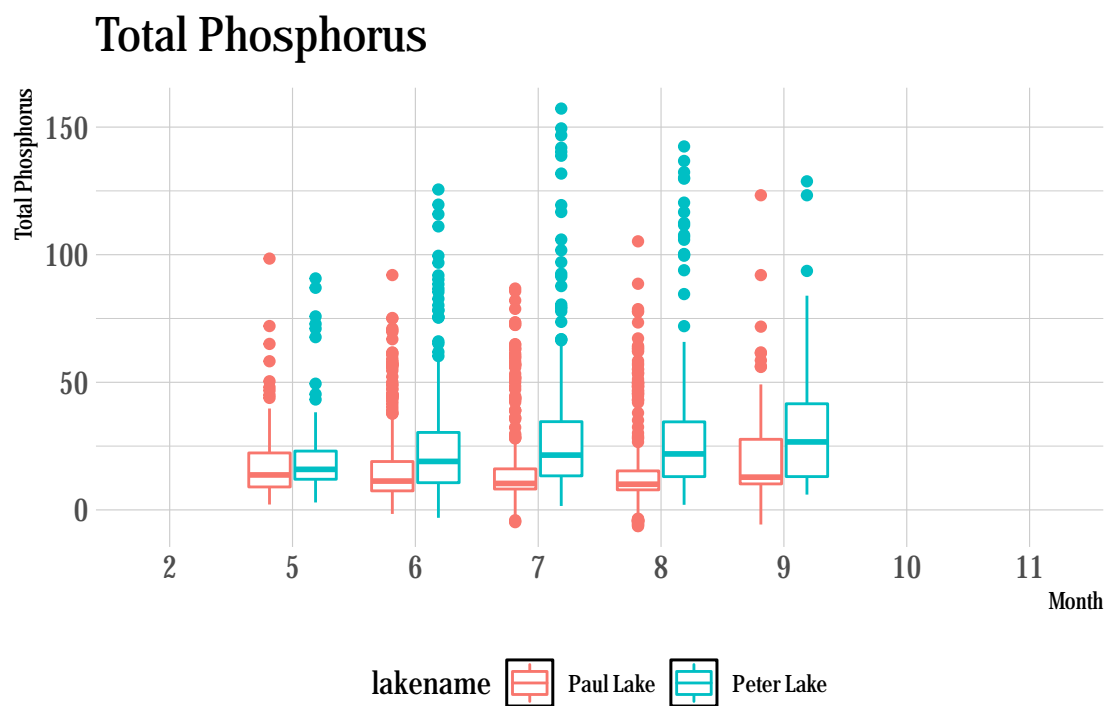 Total Phosphorus
Total Phosphorus
150
100
50
0
2 5 6 7 8 9 10 11
Month
lakename Paul Lake Peter Lake